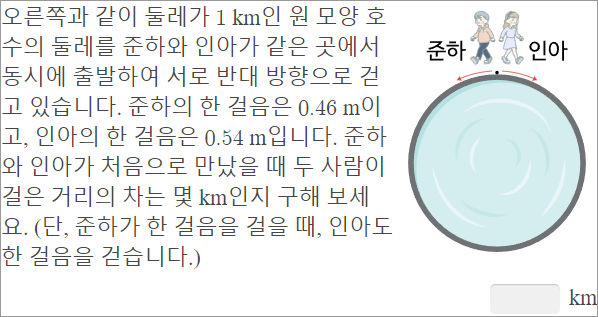 오른쪽과 같이 둘레가 1 km인 원 모양 호
수의 둘레를 준하와 인아가 같은 곳에서
동시에 출발하여 서로 반대 방향으로 걷
고 있습니다. 준하의 한 걸음은 0.46 m이
고, 인아의 한 걸음은 0.54 m입니다. 준하
와 인아가 처음으로 만났을 때 두 사람이
걸은 거리의 차는 몇 km인지 구해 보세
요. (단, 준하가 한 걸음을 걸을 때, 인아도
한 걸음을 걷습니다.)
준하 인아
km